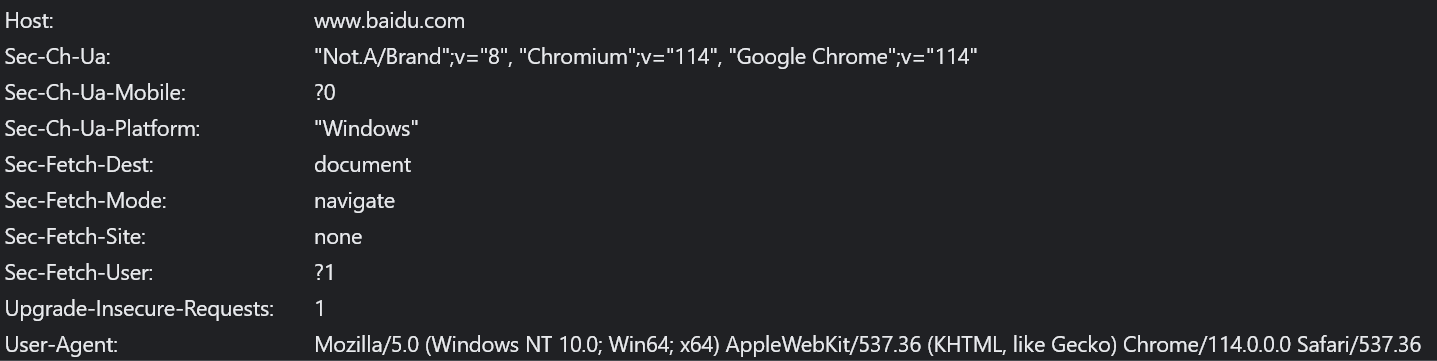 Host: www.baidu.com
Sec-Ch-Ua: "Not.A/Brand";v="8", "Chromium";v="114", "Google Chrome";v="114"
Sec-Ch-Ua-Mobile: ?0
Sec-Ch-Ua-Platform: "Windows"
Sec-Fetch-Dest: document
Sec-Fetch-Mode: navigate
Sec-Fetch-Site: none
Sec-Fetch-User: ?1
Upgrade-Insecure-Requests: 1
User-Agent: Mozilla/5.0 (Windows NT 10.0; Win64; x64) AppleWebKit/537.36 (KHTML, like Gecko) Chrome/114.0.0.0 Safari/537.36